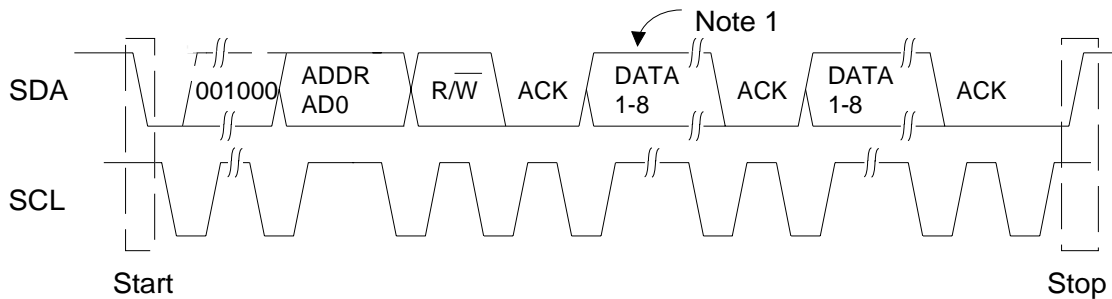 Note 1
SDA
001000
ADDR
AD0
R/W̅
ACK
DATA
1-8
ACK
DATA
1-8
ACK
SCL
Start
Stop